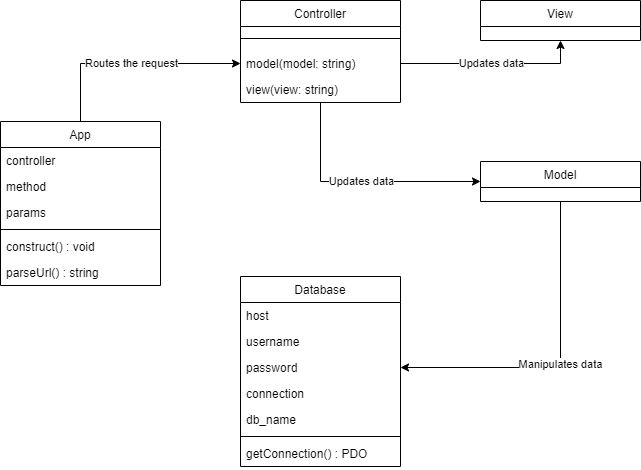 Controller
View
model(model: string)
view(view: string)
Routes the request
Updates data
App
controller
method
params
construct() : void
parseUrl() : string
Updates data
Model
Database
host
username
password
connection
db_name
getConnection() : PDO
Manipulates data